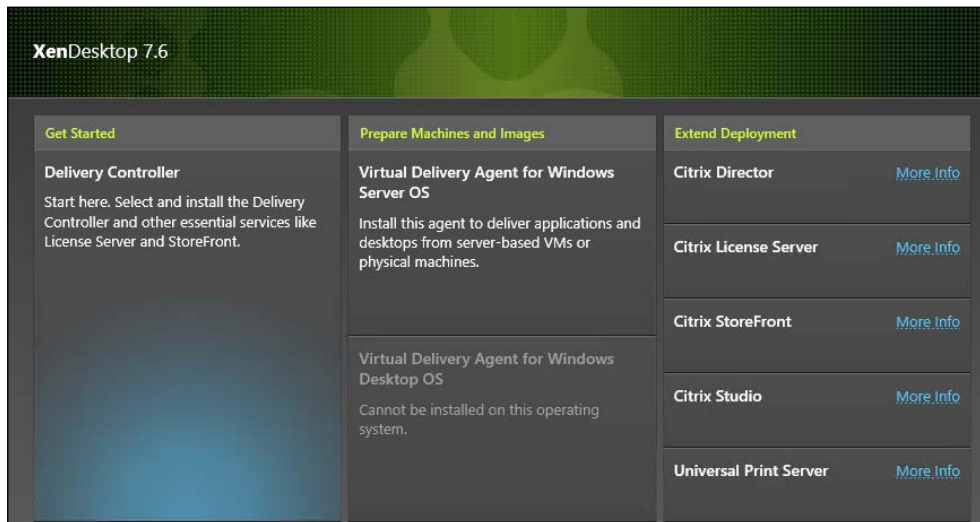 XenDesktop 7.6
Get Started
Delivery Controller
Start here. Select and install the Delivery
Controller and other essential services like
License Server and StoreFront.
Prepare Machines and Images
Virtual Delivery Agent for Windows
Server OS
Install this agent to deliver applications and
desktops from server-based VMs or
physical machines.
Virtual Delivery Agent for Windows
Desktop OS
Cannot be installed on this operating
system.
Extend Deployment
Citrix Director More Info
Citrix License Server More Info
Citrix StoreFront More Info
Citrix Studio More Info
Universal Print Server More Info